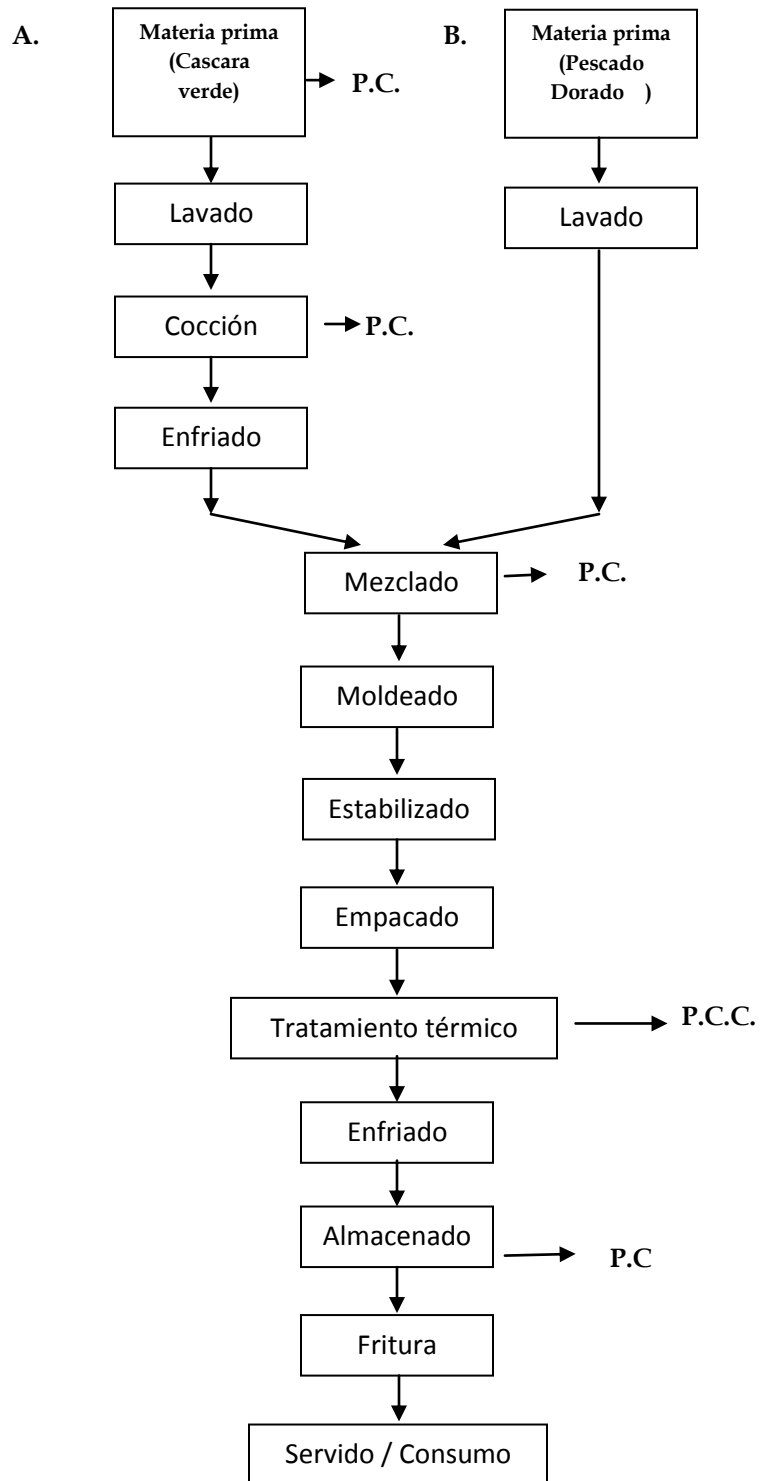 A.
Materia prima
(Cascara
verde)
P.C.
B.
Materia prima
(Pescado
Dorado )
Lavado
Lavado
Cocción
P.C.
Enfriado
Mezclado
P.C.
Moldeado
Estabilizado
Empacado
Tratamiento térmico
P.C.C.
Enfriado
Almacenado
P.C
Fritura
Servido / Consumo